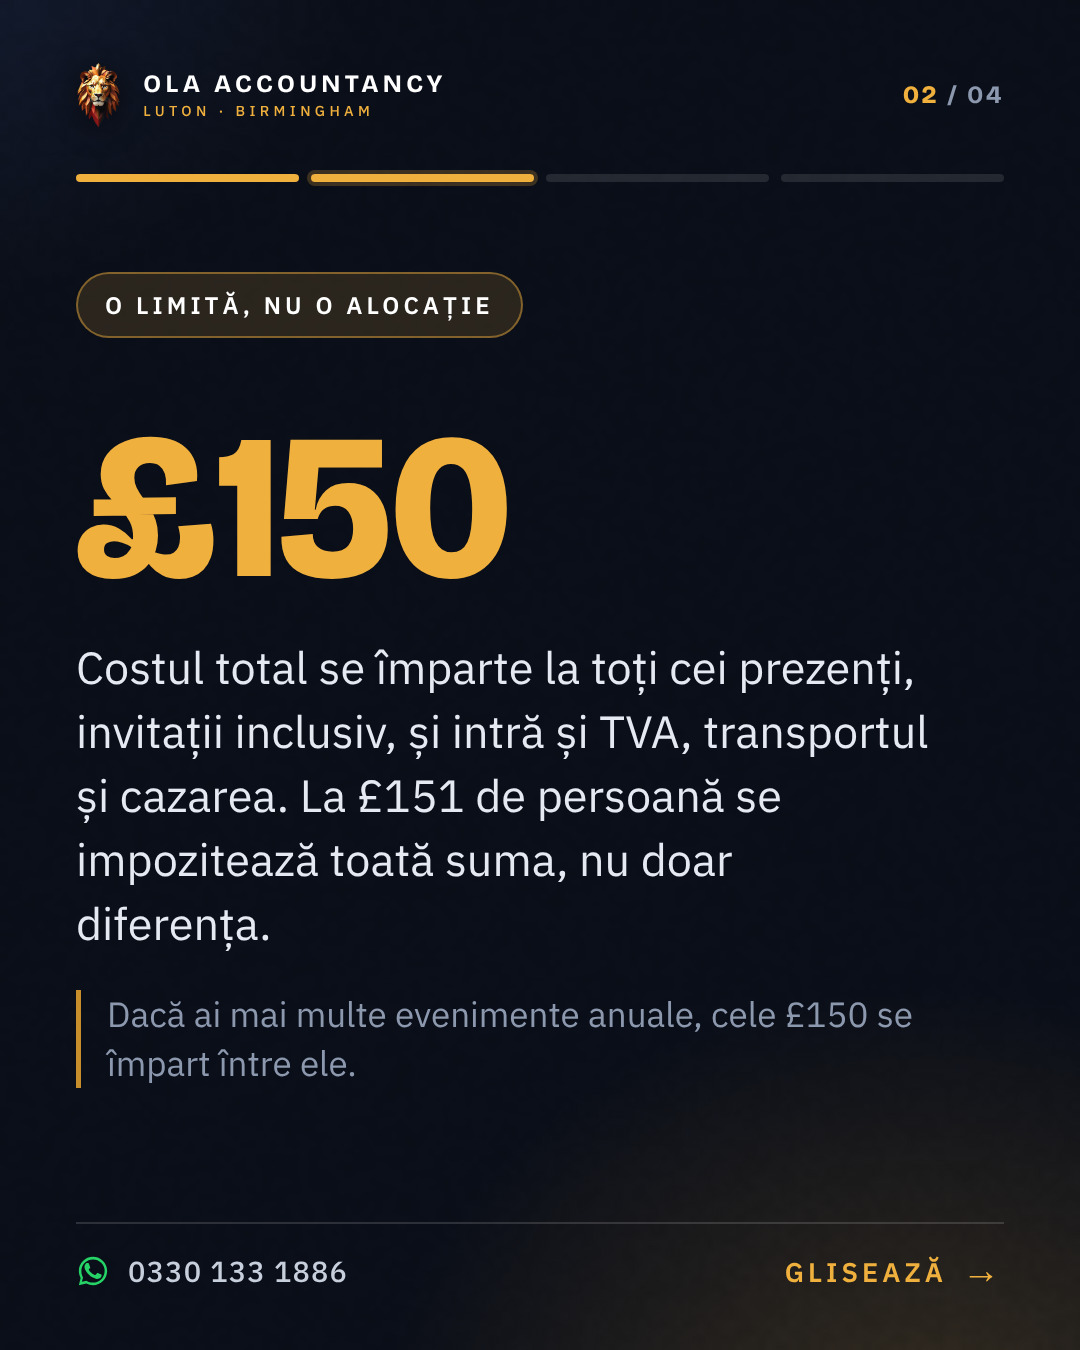 OLA ACCOUNTANCY
LUTON · BIRMINGHAM
02 / 04
O LIMITĂ, NU O ALOCAȚIE
£150
Costul total se împarte la toți cei prezenți,
invitații inclusiv, și intră și TVA, transportul
și cazarea. La £151 de persoană se
impozitează toată suma, nu doar
diferența.
Dacă ai mai multe evenimente anuale, cele £150 se
împart între ele.
0330 133 1886
GLISEAZĂ →